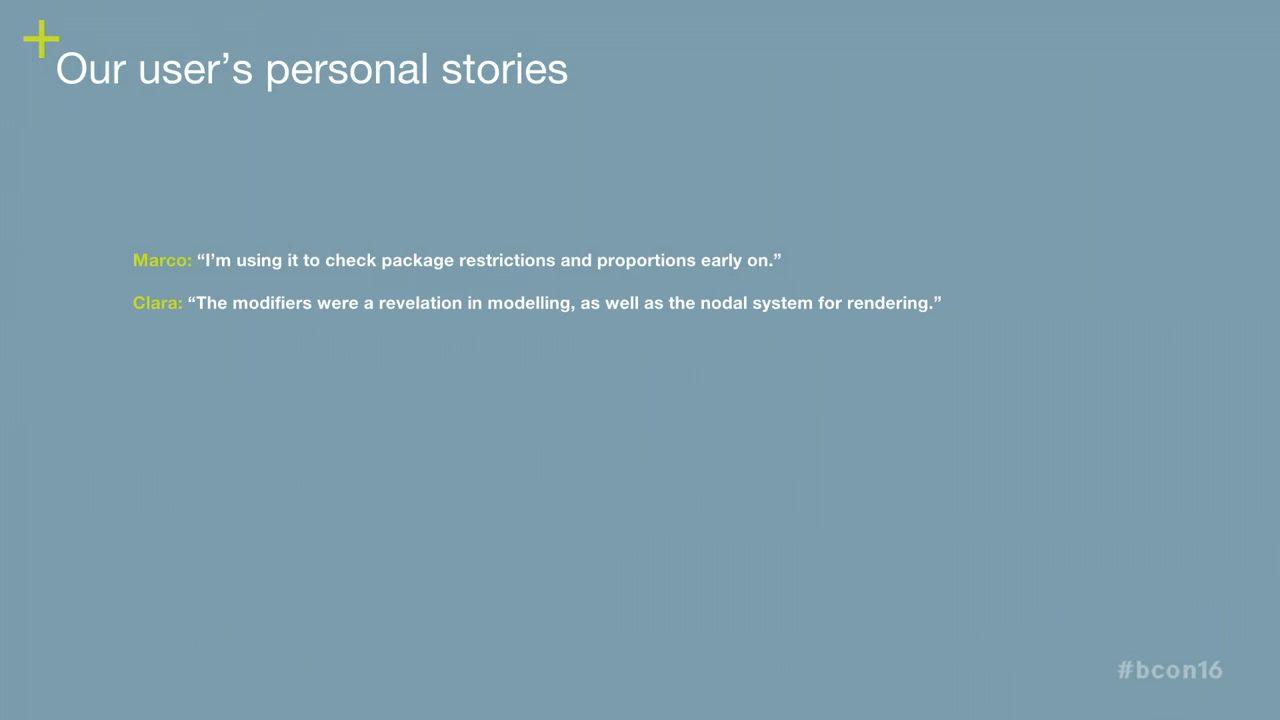 Our user’s personal stories
Marco: “I’m using it to check package restrictions and proportions early on.”
Clara: “The modifiers were a revelation in modelling, as well as the nodal system for rendering.”
#bcon16